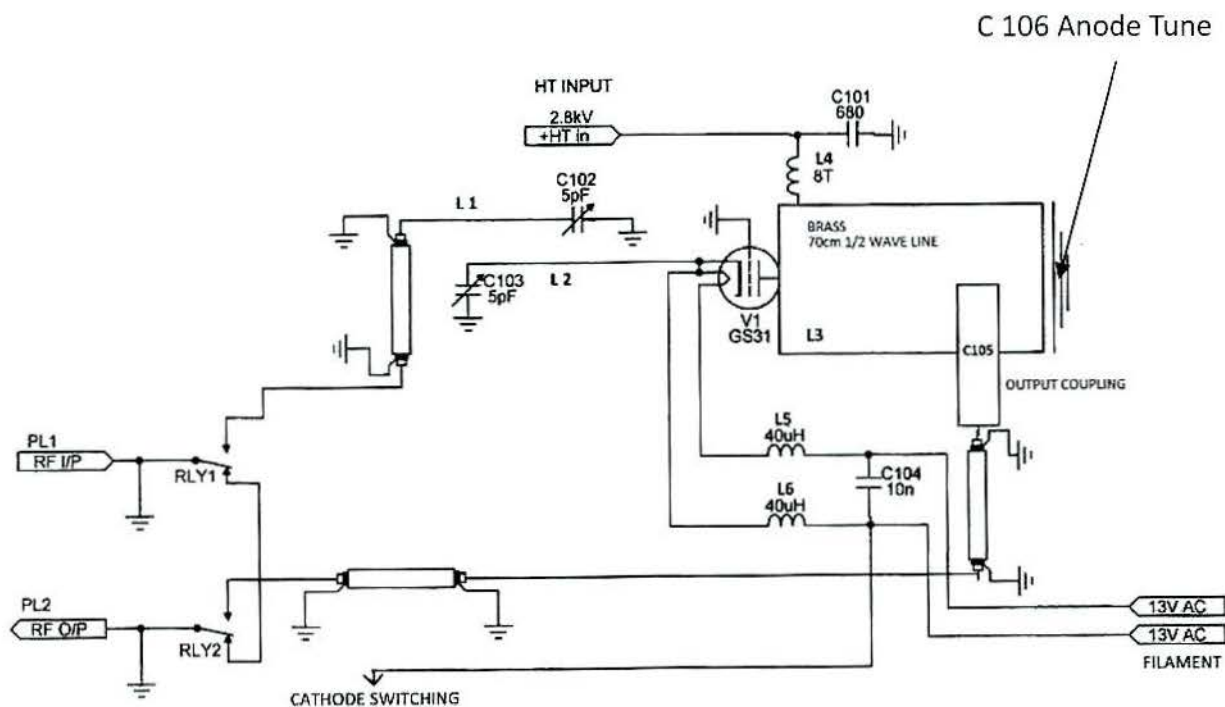 C 106 Anode Tune
HT INPUT
2.8kV
+HT in
C101
680
L4
8T
C102
5pF
L 1
BRASS
70cm 1/2 WAVE LINE
C103
5pF
L 2
V1
GS31
L3
C105
OUTPUT COUPLING
L5
40uH
PL1
RF I/P
RLY1
C104
10n
L6
40uH
PL2
RF O/P
RLY2
13V AC
13V AC
FILAMENT
CATHODE SWITCHING